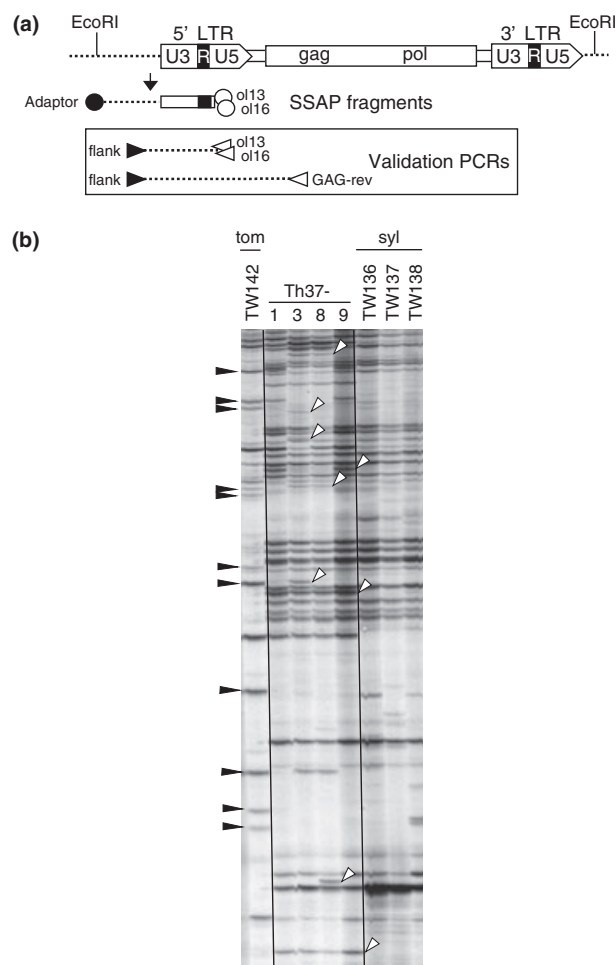 (a)
EcoRI
5' LTR
3' LTR
EcoRI
U3 R U5
gag pol
U3 R U5
Adaptor
ol13
ol16
SSAP fragments
flank
ol13
ol16
Validation PCRs
flank
GAG-rev
(b)
tom
syl
TW142
Th37-
TW136
TW137
TW138
1 3 8 9